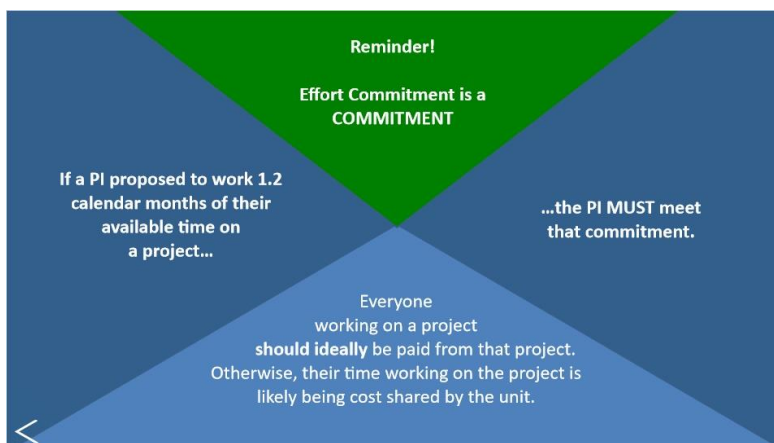 Reminder!
Effort Commitment is a
COMMITMENT
If a PI proposed to work 1.2
calendar months of their
available time on
a project…
…the PI MUST meet
that commitment.
Everyone
working on a project
should ideally be paid from that project.
Otherwise, their time working on the project is
likely being cost shared by the unit.